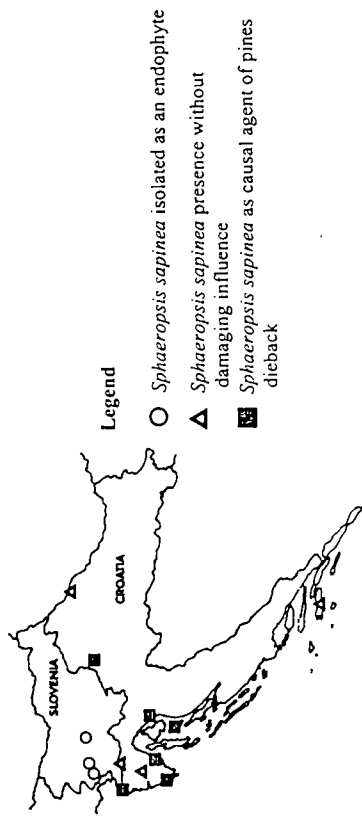 SLOVENIA
CROATIA
Legend
Sphaeropsis sapinea isolated as an endophyte
Sphaeropsis sapinea presence without
damaging influence
Sphaeropsis sapinea as causal agent of pines
dieback